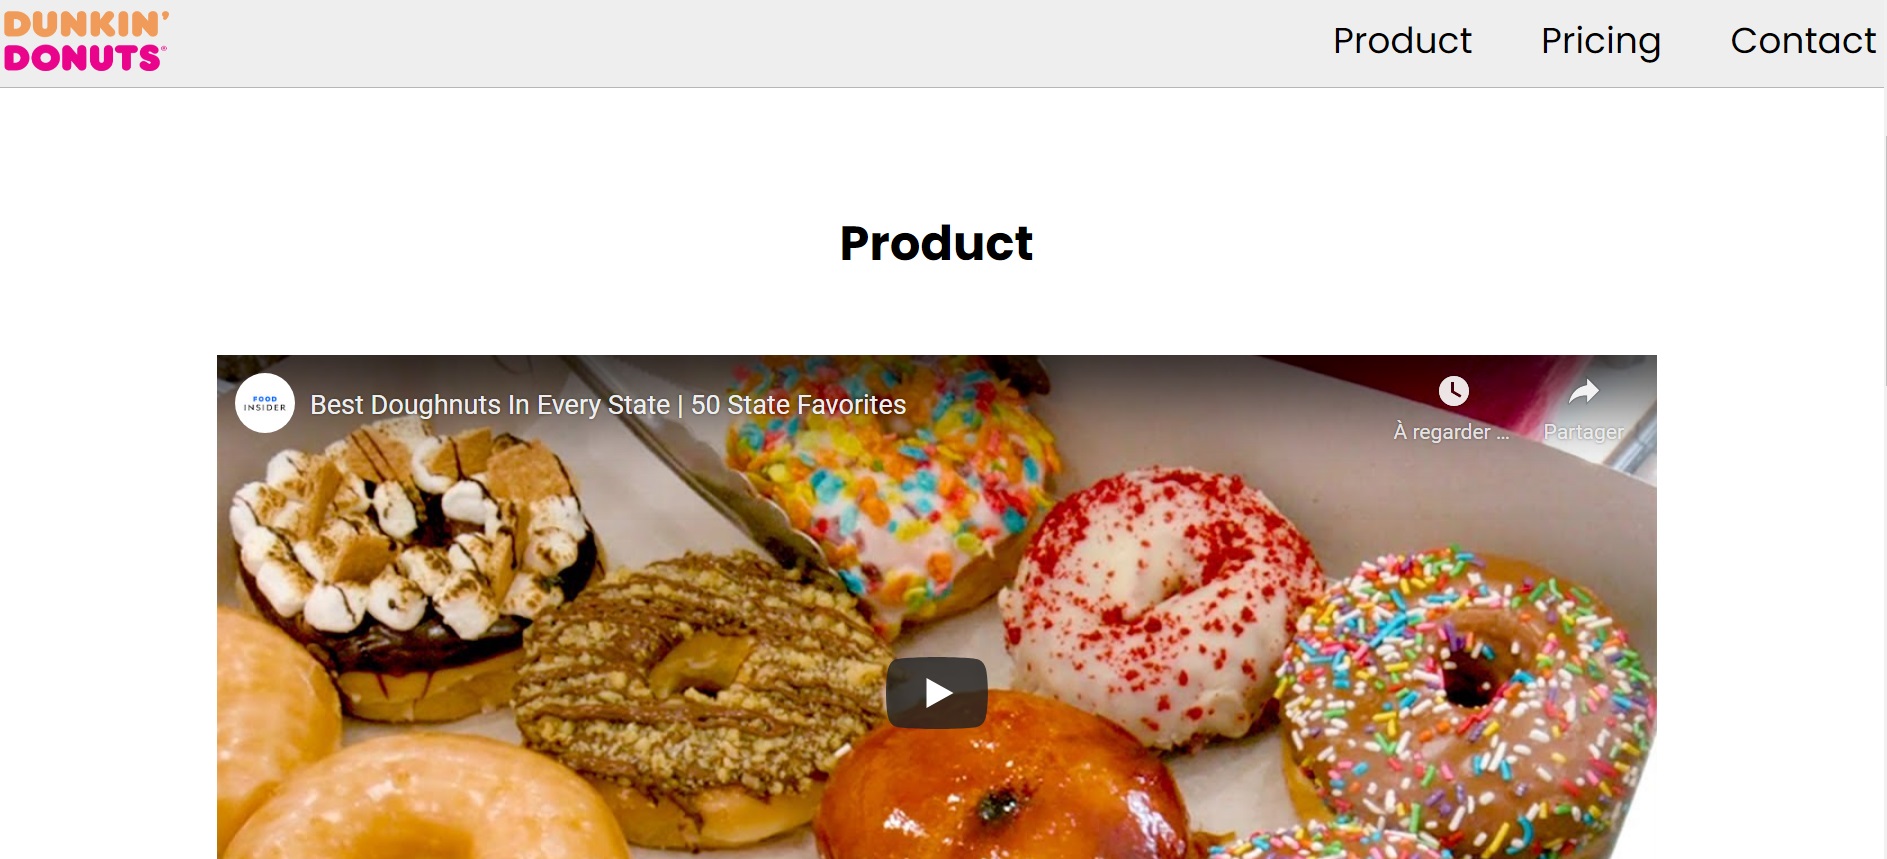 DUNKIN'
DONUTS®
Product Pricing Contact
Product
FOOD
INSIDER
Best Doughnuts In Every State | 50 State Favorites
À regarder ...
Partager